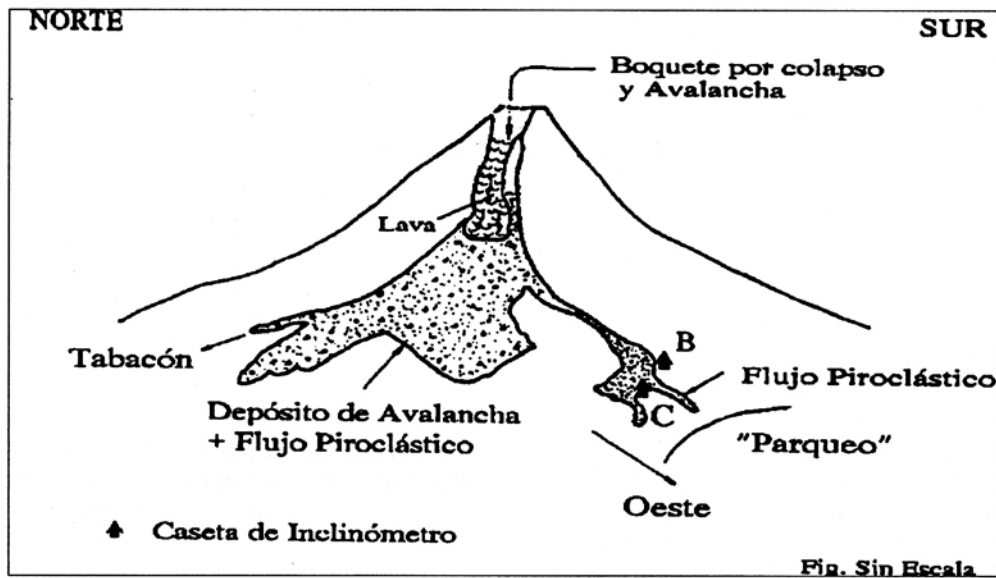 NORTE
SUR
Boquete por colapso
y Avalancha
Lava
Tabacón
B
Flujo Piroclástico
C
Depósito de Avalancha
+ Flujo Piroclástico
"Parqueo"
Oeste
Caseta de Inclinómetro
Fig. Sin Escala